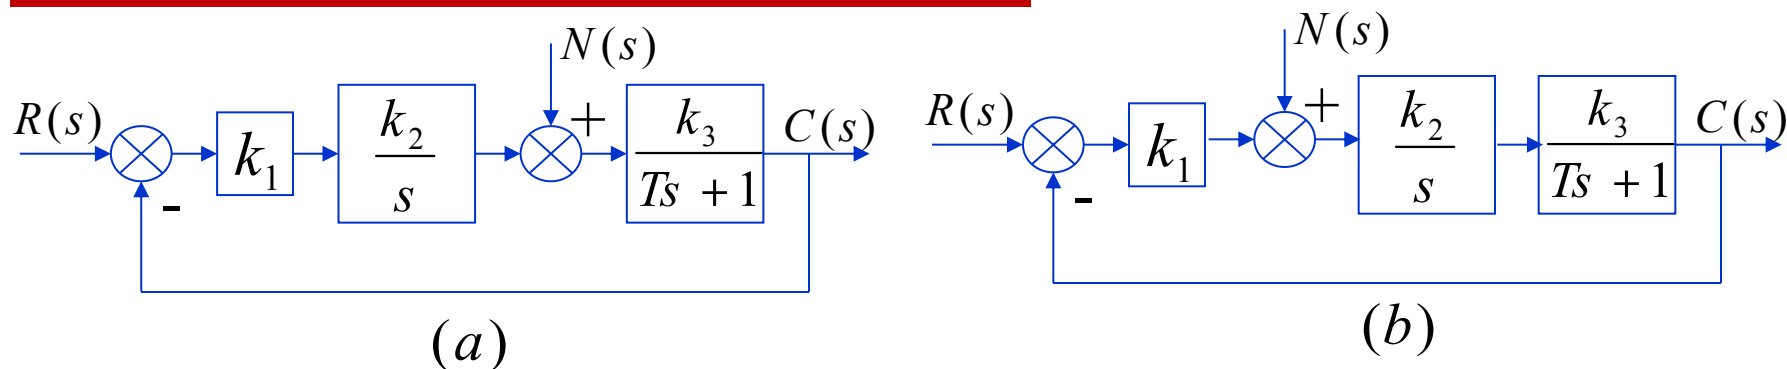 N(s)
R(s) k₁ k₂/s + k₃/(Ts + 1) C(s)
-
(a)
N(s)
R(s) k₁ + k₂/s k₃/(Ts + 1) C(s)
-
(b)